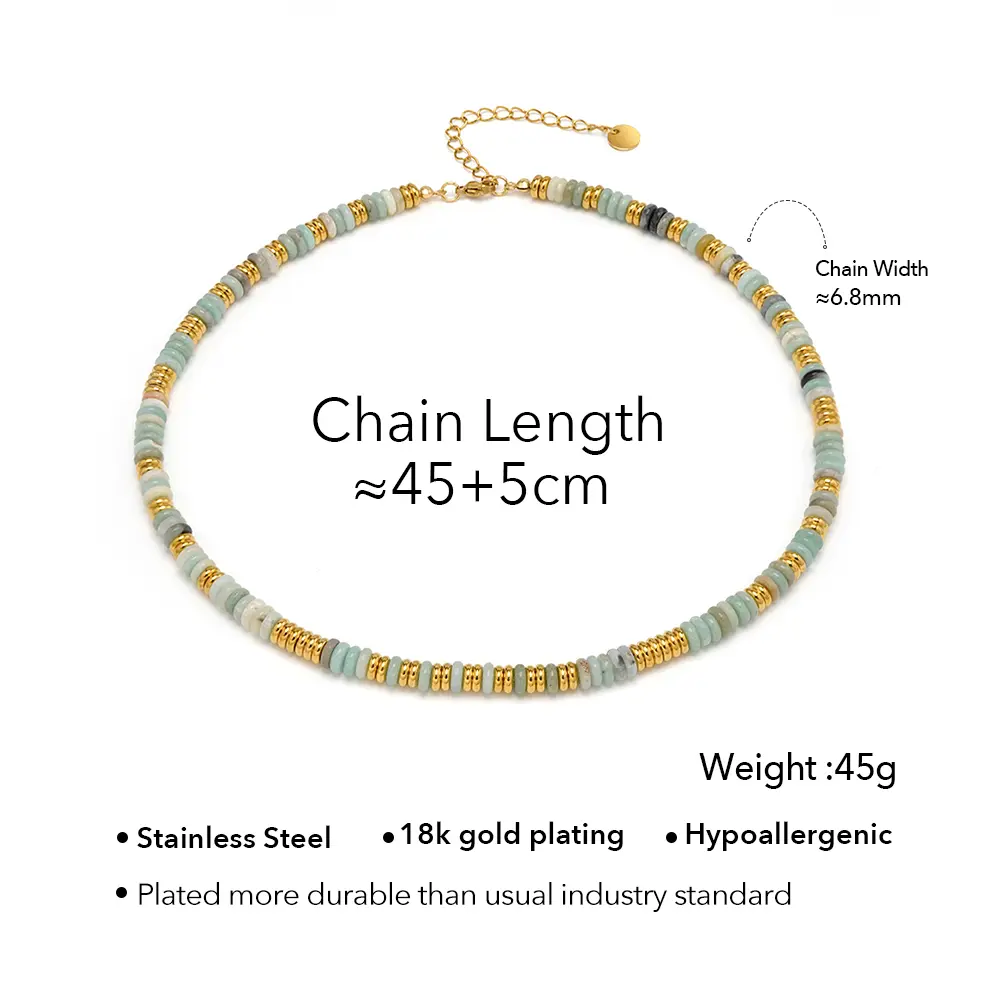 Chain Width
≈6.8mm
Chain Length
≈45+5cm
Weight :45g
• Stainless Steel • 18k gold plating • Hypoallergenic
• Plated more durable than usual industry standard